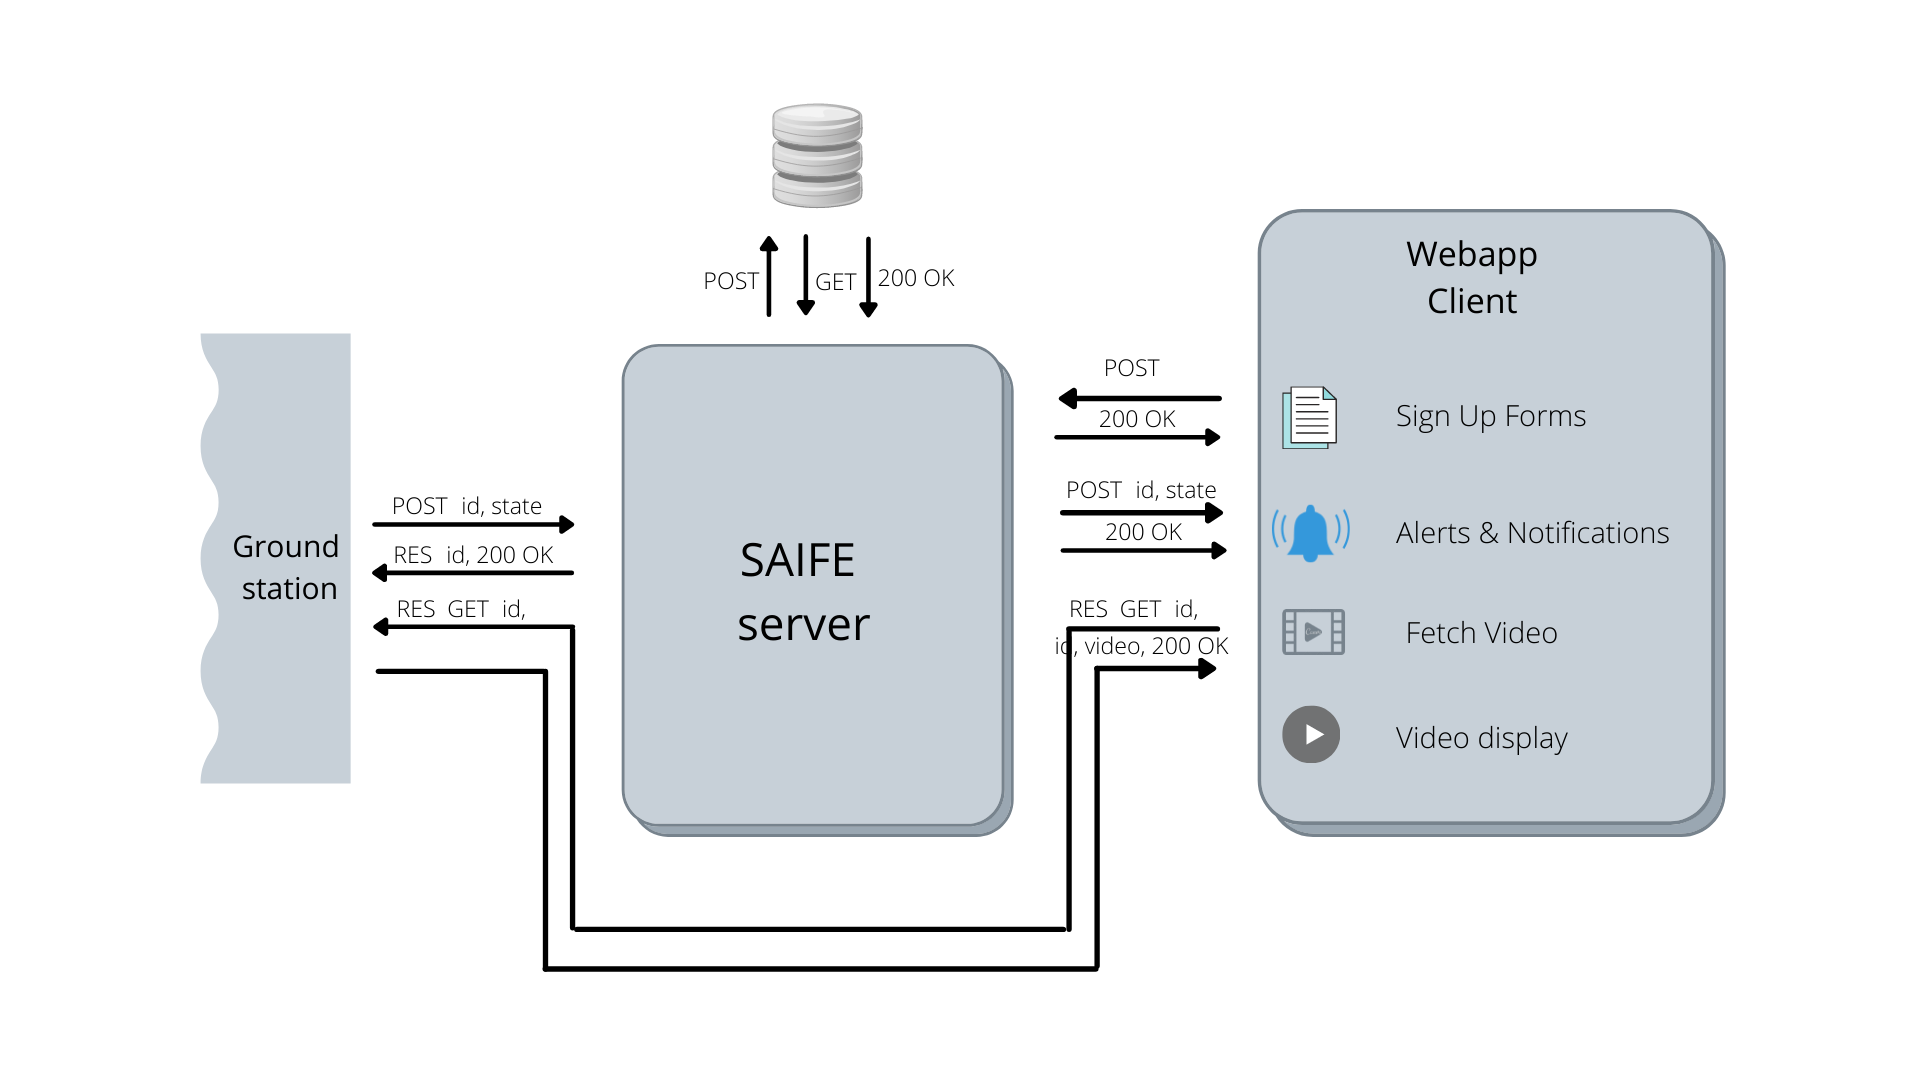 POST
GET
200 OK
Webapp
Client
POST
200 OK
Sign Up Forms
POST id, state
200 OK
Alerts & Notifications
RES GET id,
id, video, 200 OK
Fetch Video
Video display
SAIFE
server
POST id, state
RES id, 200 OK
RES GET id,
Ground
station